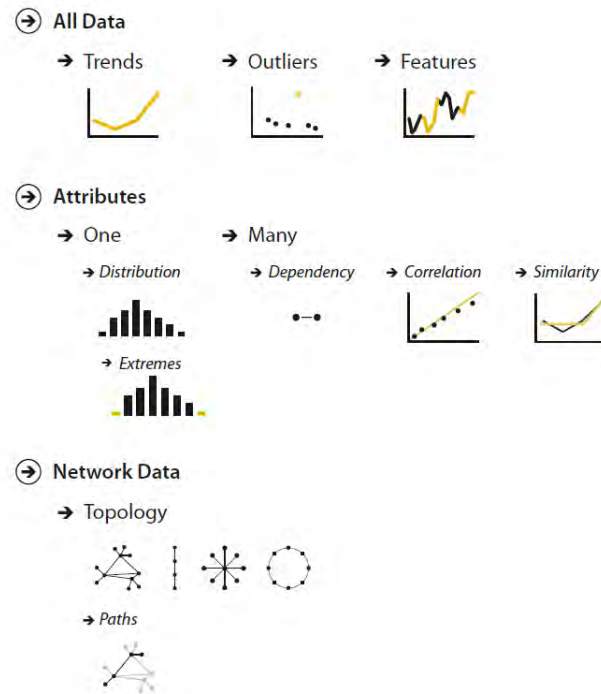 All Data
Trends
Outliers
Features
Attributes
One
Many
Distribution
Dependency
Correlation
Similarity
Extremes
Network Data
Topology
Paths